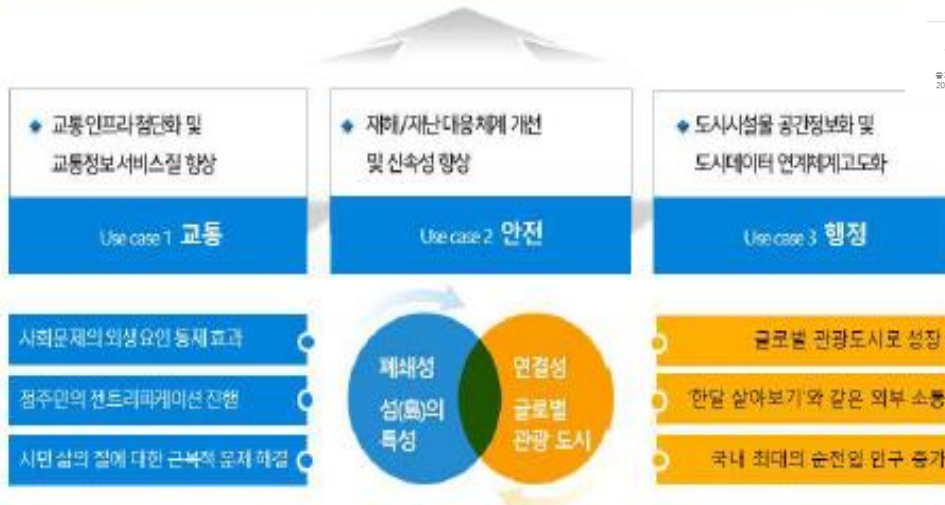 교통인프라 첨단화 및
교통정보 서비스질 향상
Use case 1 교통
재해/재난 대응체계 개선
및 신속성 향상
Use case 2 안전
도시시설물 공간정보화 및
도시데이터 연계체계고도화
Use case 3 행정
사회문제의 외생요인 통제 효과
정주민의 젠트리피케이션 진행
시민 삶의 질에 대한 근복적 문제 해결
폐쇄성
섬(島)의
특성
연결성
글로벌
관광 도시
글로벌 관광도시로 성장
'한달 살아보기'와 같은 외부 소통
국내 최대의 순전입 인구 증가